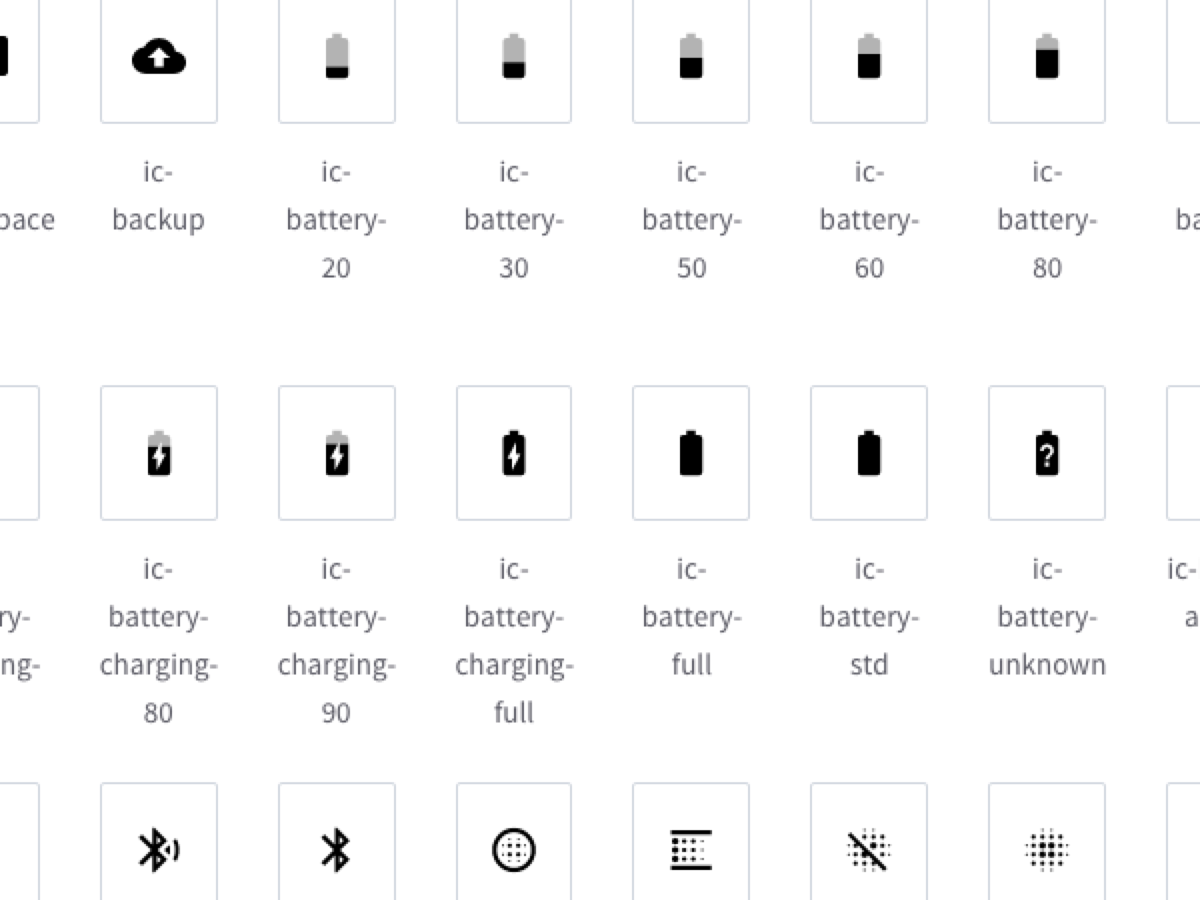 ic-
backup
ic-
battery-
20
ic-
battery-
30
ic-
battery-
50
ic-
battery-
60
ic-
battery-
80
ic-
battery-
charging-
80
ic-
battery-
charging-
90
ic-
battery-
charging-
full
ic-
battery-
full
ic-
battery-
std
ic-
battery-
unknown
ic-